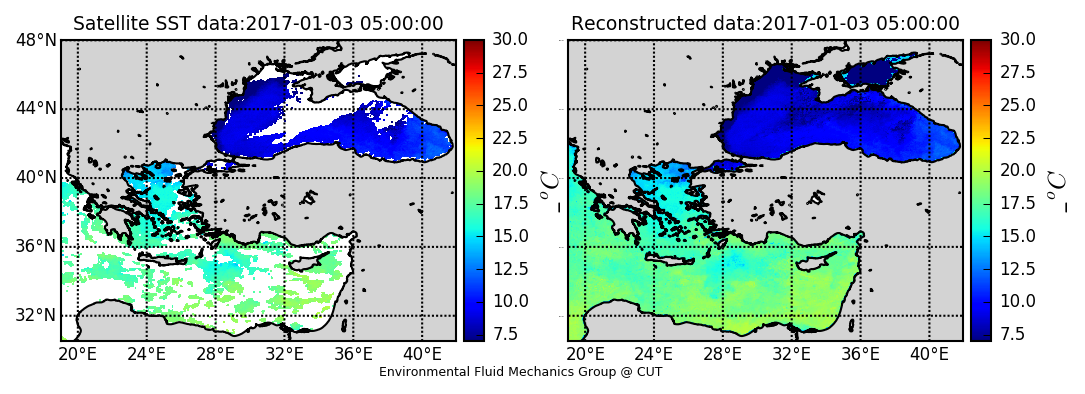 Satellite SST data:2017-01-03 05:00:00
48°N
44°N
40°N
36°N
32°N
20°E 24°E 28°E 32°E 36°E 40°E
30.0
27.5
25.0
22.5
20.0
17.5
15.0
12.5
10.0
7.5
_ °C
Reconstructed data:2017-01-03 05:00:00
20°E 24°E 28°E 32°E 36°E 40°E
30.0
27.5
25.0
22.5
20.0
17.5
15.0
12.5
10.0
7.5
_ °C
Environmental Fluid Mechanics Group @ CUT